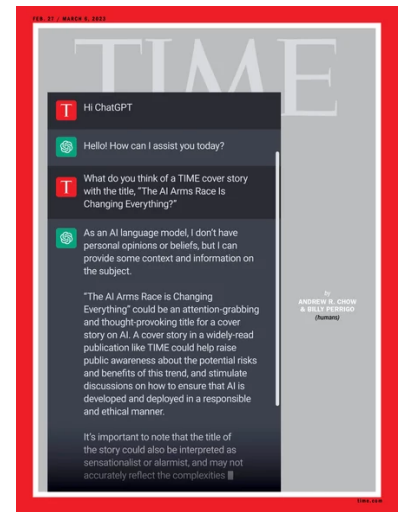 FEB. 27 / MARCH 6, 2023
TIME
T Hi ChatGPT
Hello! How can I assist you today?
T What do you think of a TIME cover story
with the title, "The AI Arms Race Is
Changing Everything?"
As an AI language model, I don't have
personal opinions or beliefs, but I can
provide some context and information on
the subject.
"The AI Arms Race is Changing
Everything" could be an attention-grabbing
and thought-provoking title for a cover
story on AI. A cover story in a widely-read
publication like TIME could help raise
public awareness about the potential risks
and benefits of this trend, and stimulate
discussions on how to ensure that AI is
developed and deployed in a responsible
and ethical manner.
It's important to note that the title of
the story could also be interpreted as
sensationalist or alarmist, and may not
accurately reflect the complexities
by
ANDREW R. CHOW
& BILLY PERRIGO
(humans)
time.com